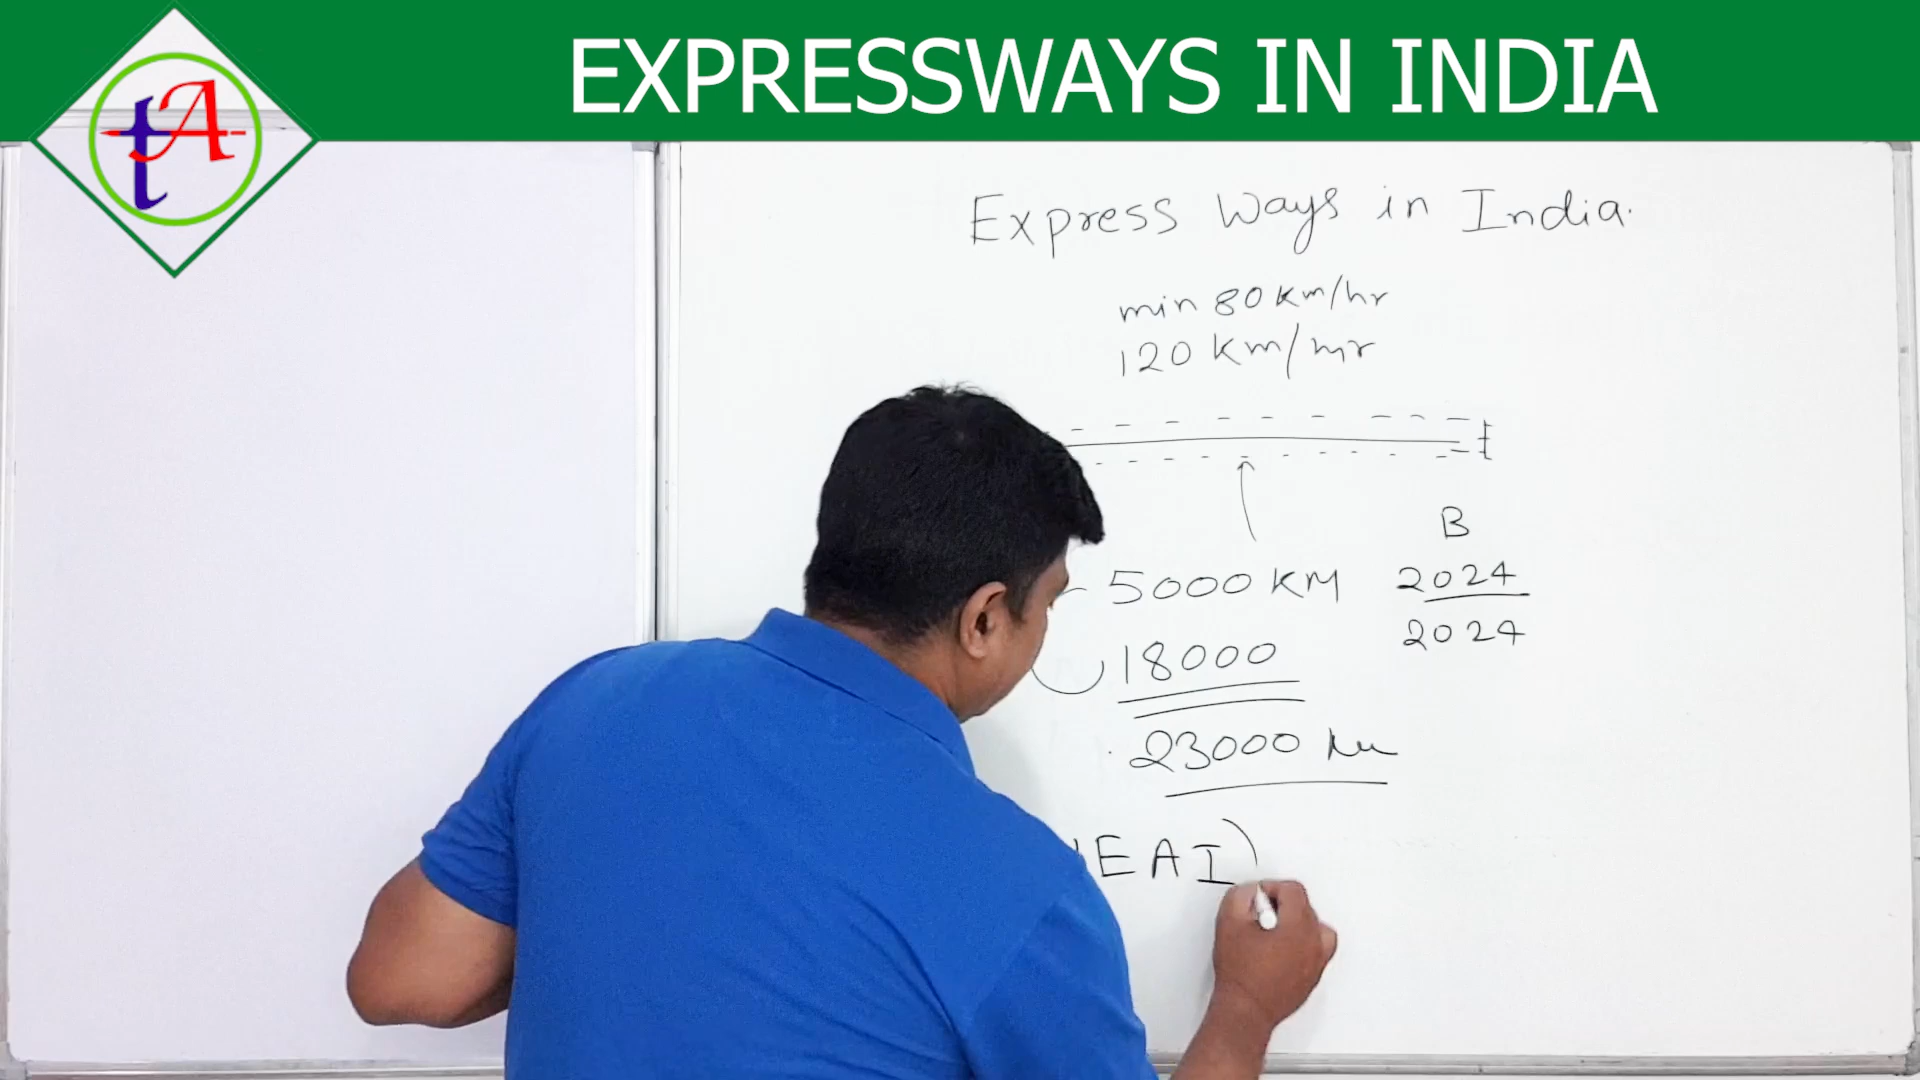 EXPRESSWAYS IN INDIA
tA
Express Ways in India.
min 80 km/hr
120 km/hr
B
5000 KM
2024
18000
2024
23000
EAI)